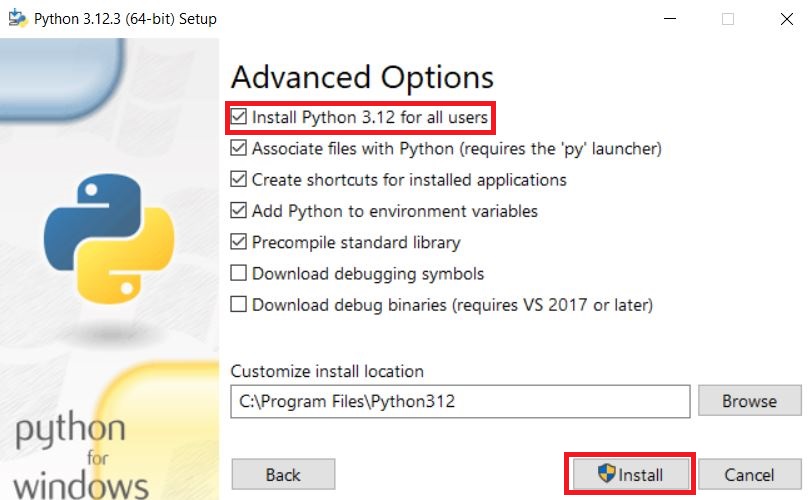 Python 3.12.3 (64-bit) Setup
Advanced Options
Install Python 3.12 for all users
Associate files with Python (requires the 'py' launcher)
Create shortcuts for installed applications
Add Python to environment variables
Precompile standard library
Download debugging symbols
Download debug binaries (requires VS 2017 or later)
Customize install location
C:\Program Files\Python312
Browse
python
for
windows
Back
Install
Cancel